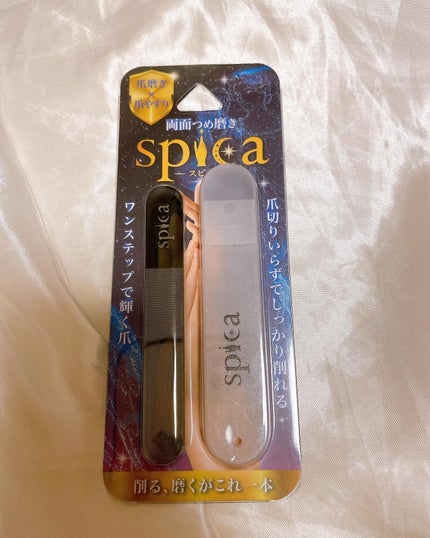 爪磨き
×
爪やすり
両面つめ磨き
spica
ースピ
ワンステップで輝く爪
爪切りいらずでしっかり削れる
spica
spica
削る、磨くがこれ一本